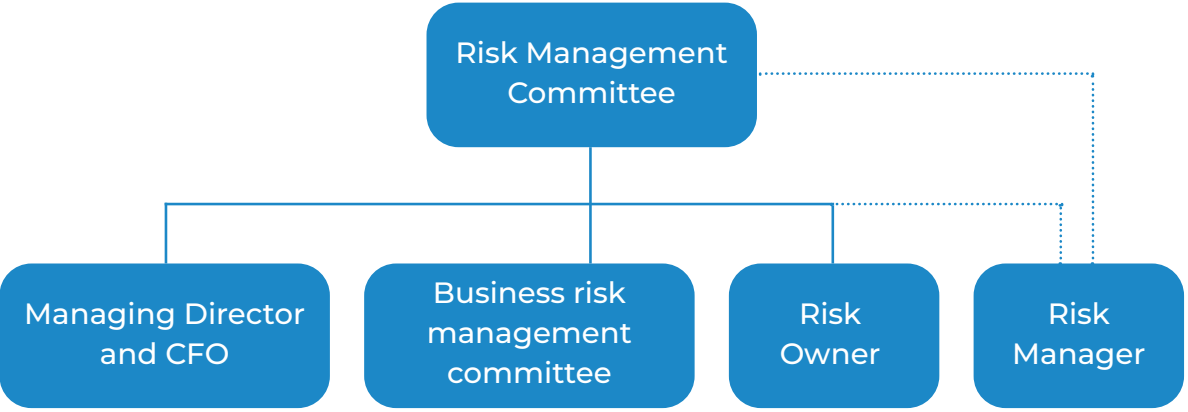 Risk Management
Committee
Managing Director
and CFO
Business risk
management
committee
Risk
Owner
Risk
Manager